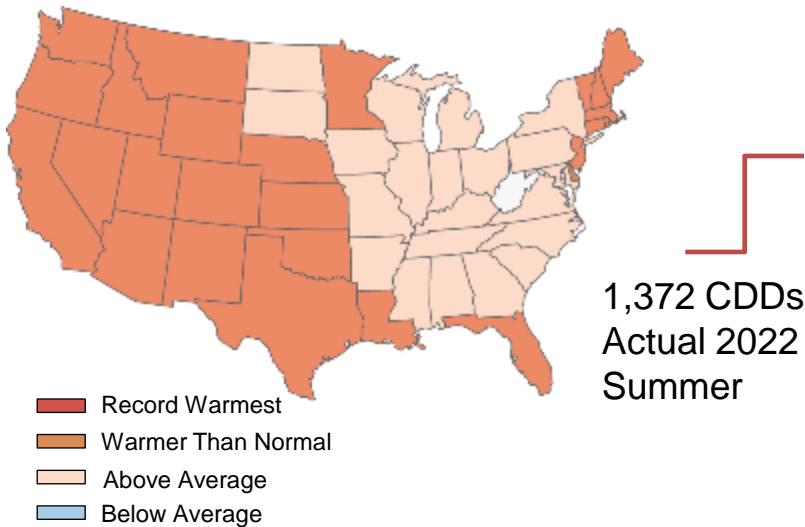 1,372 CDDs
Actual 2022
Summer
Record Warmest
Warmer Than Normal
Above Average
Below Average